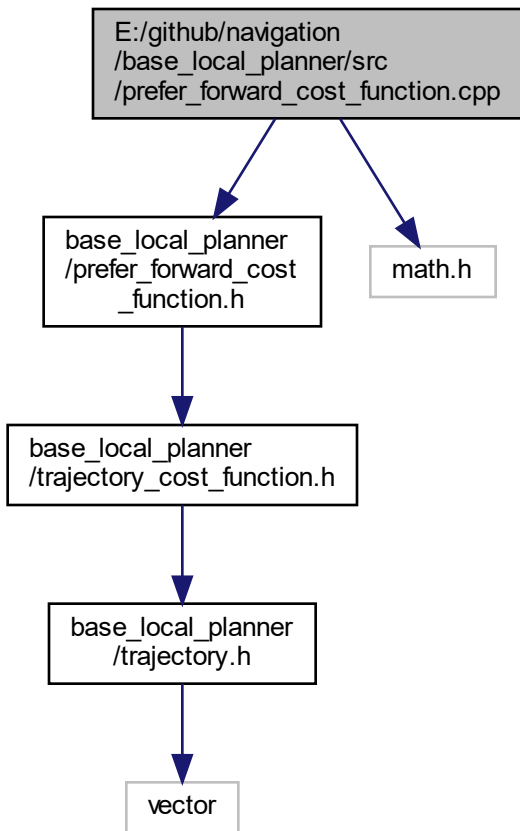 E:/github/navigation
/base_local_planner/src
/prefer_forward_cost_function.cpp
base_local_planner
/prefer_forward_cost
_function.h
math.h
base_local_planner
/trajectory_cost_function.h
base_local_planner
/trajectory.h
vector